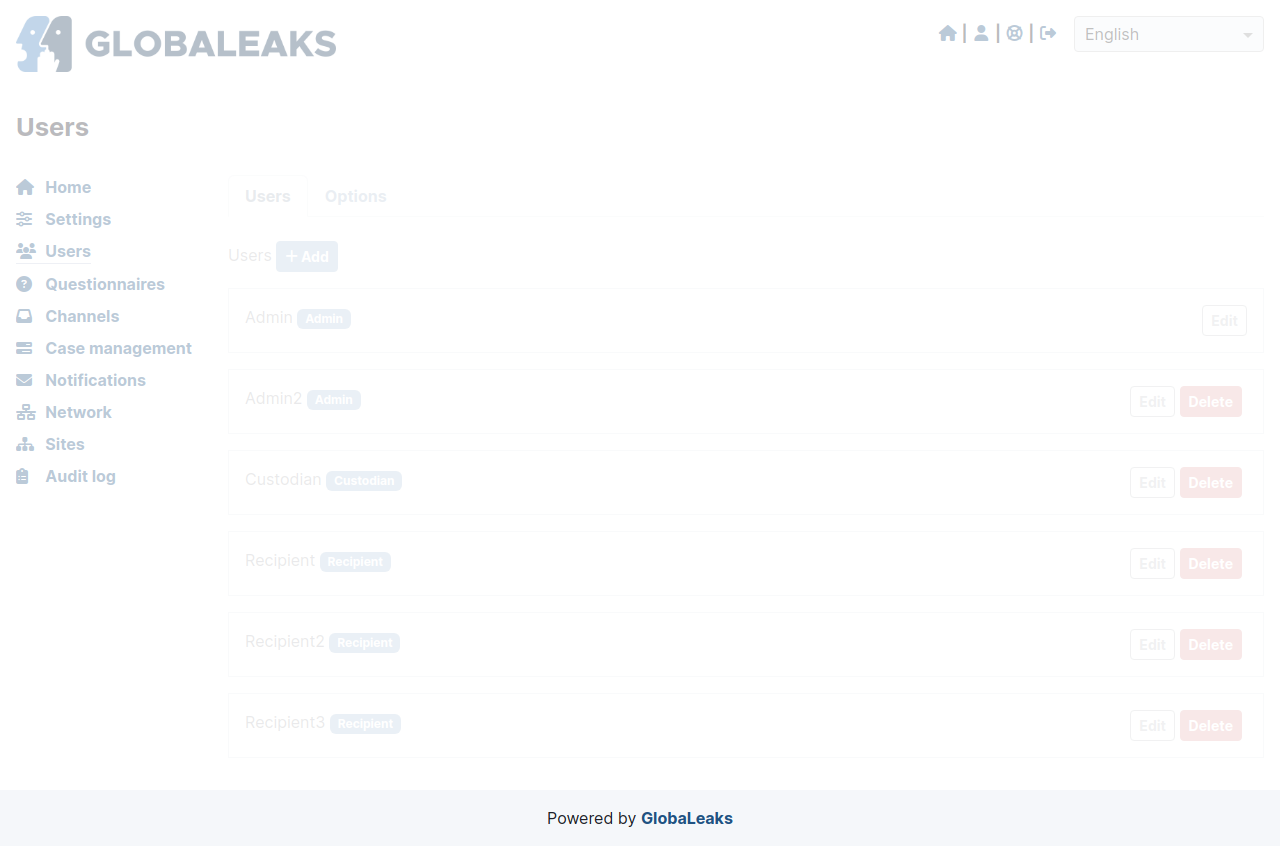 GLOBALEAKS
| | |
English
Users
Home
Settings
Users
Questionnaires
Channels
Case management
Notifications
Network
Sites
Audit log
Users Options
Users + Add
Admin Admin Edit
Admin2 Admin Edit Delete
Custodian Custodian Edit Delete
Recipient Recipient Edit Delete
Recipient2 Recipient Edit Delete
Recipient3 Recipient Edit Delete
Powered by GlobaLeaks